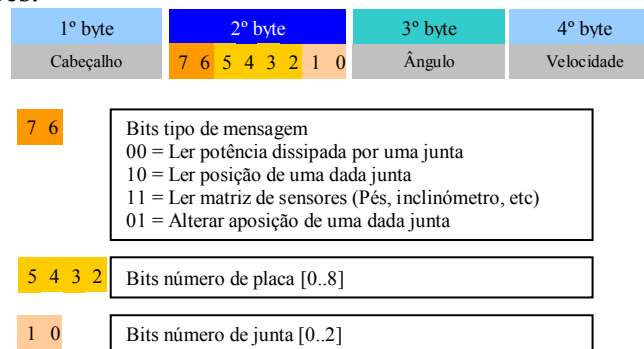 res.
1º byte 2º byte 3º byte 4º byte
Cabeçalho 7 6 5 4 3 2 1 0 Ângulo Velocidade
7 6 Bits tipo de mensagem
00 = Ler potência dissipada por uma junta
10 = Ler posição de uma dada junta
11 = Ler matriz de sensores (Pés, inclinómetro, etc)
01 = Alterar aposição de uma dada junta
5 4 3 2 Bits número de placa [0..8]
1 0 Bits número de junta [0..2]